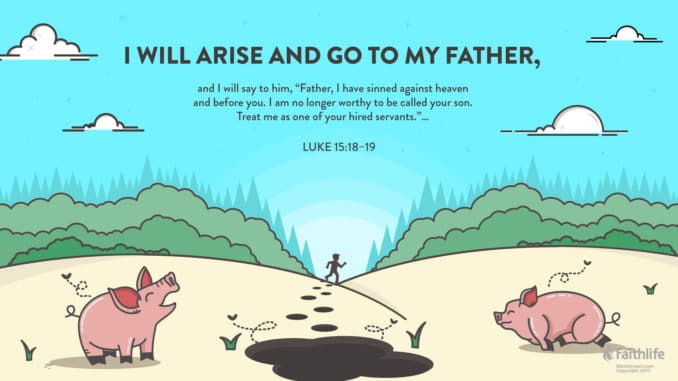 I WILL ARISE AND GO TO MY FATHER,
and I will say to him, “Father, I have sinned against heaven
and before you. I am no longer worthy to be called your son.
Treat me as one of your hired servants.”...
LUKE 15:18–19
Faithlife
Copyright 2017